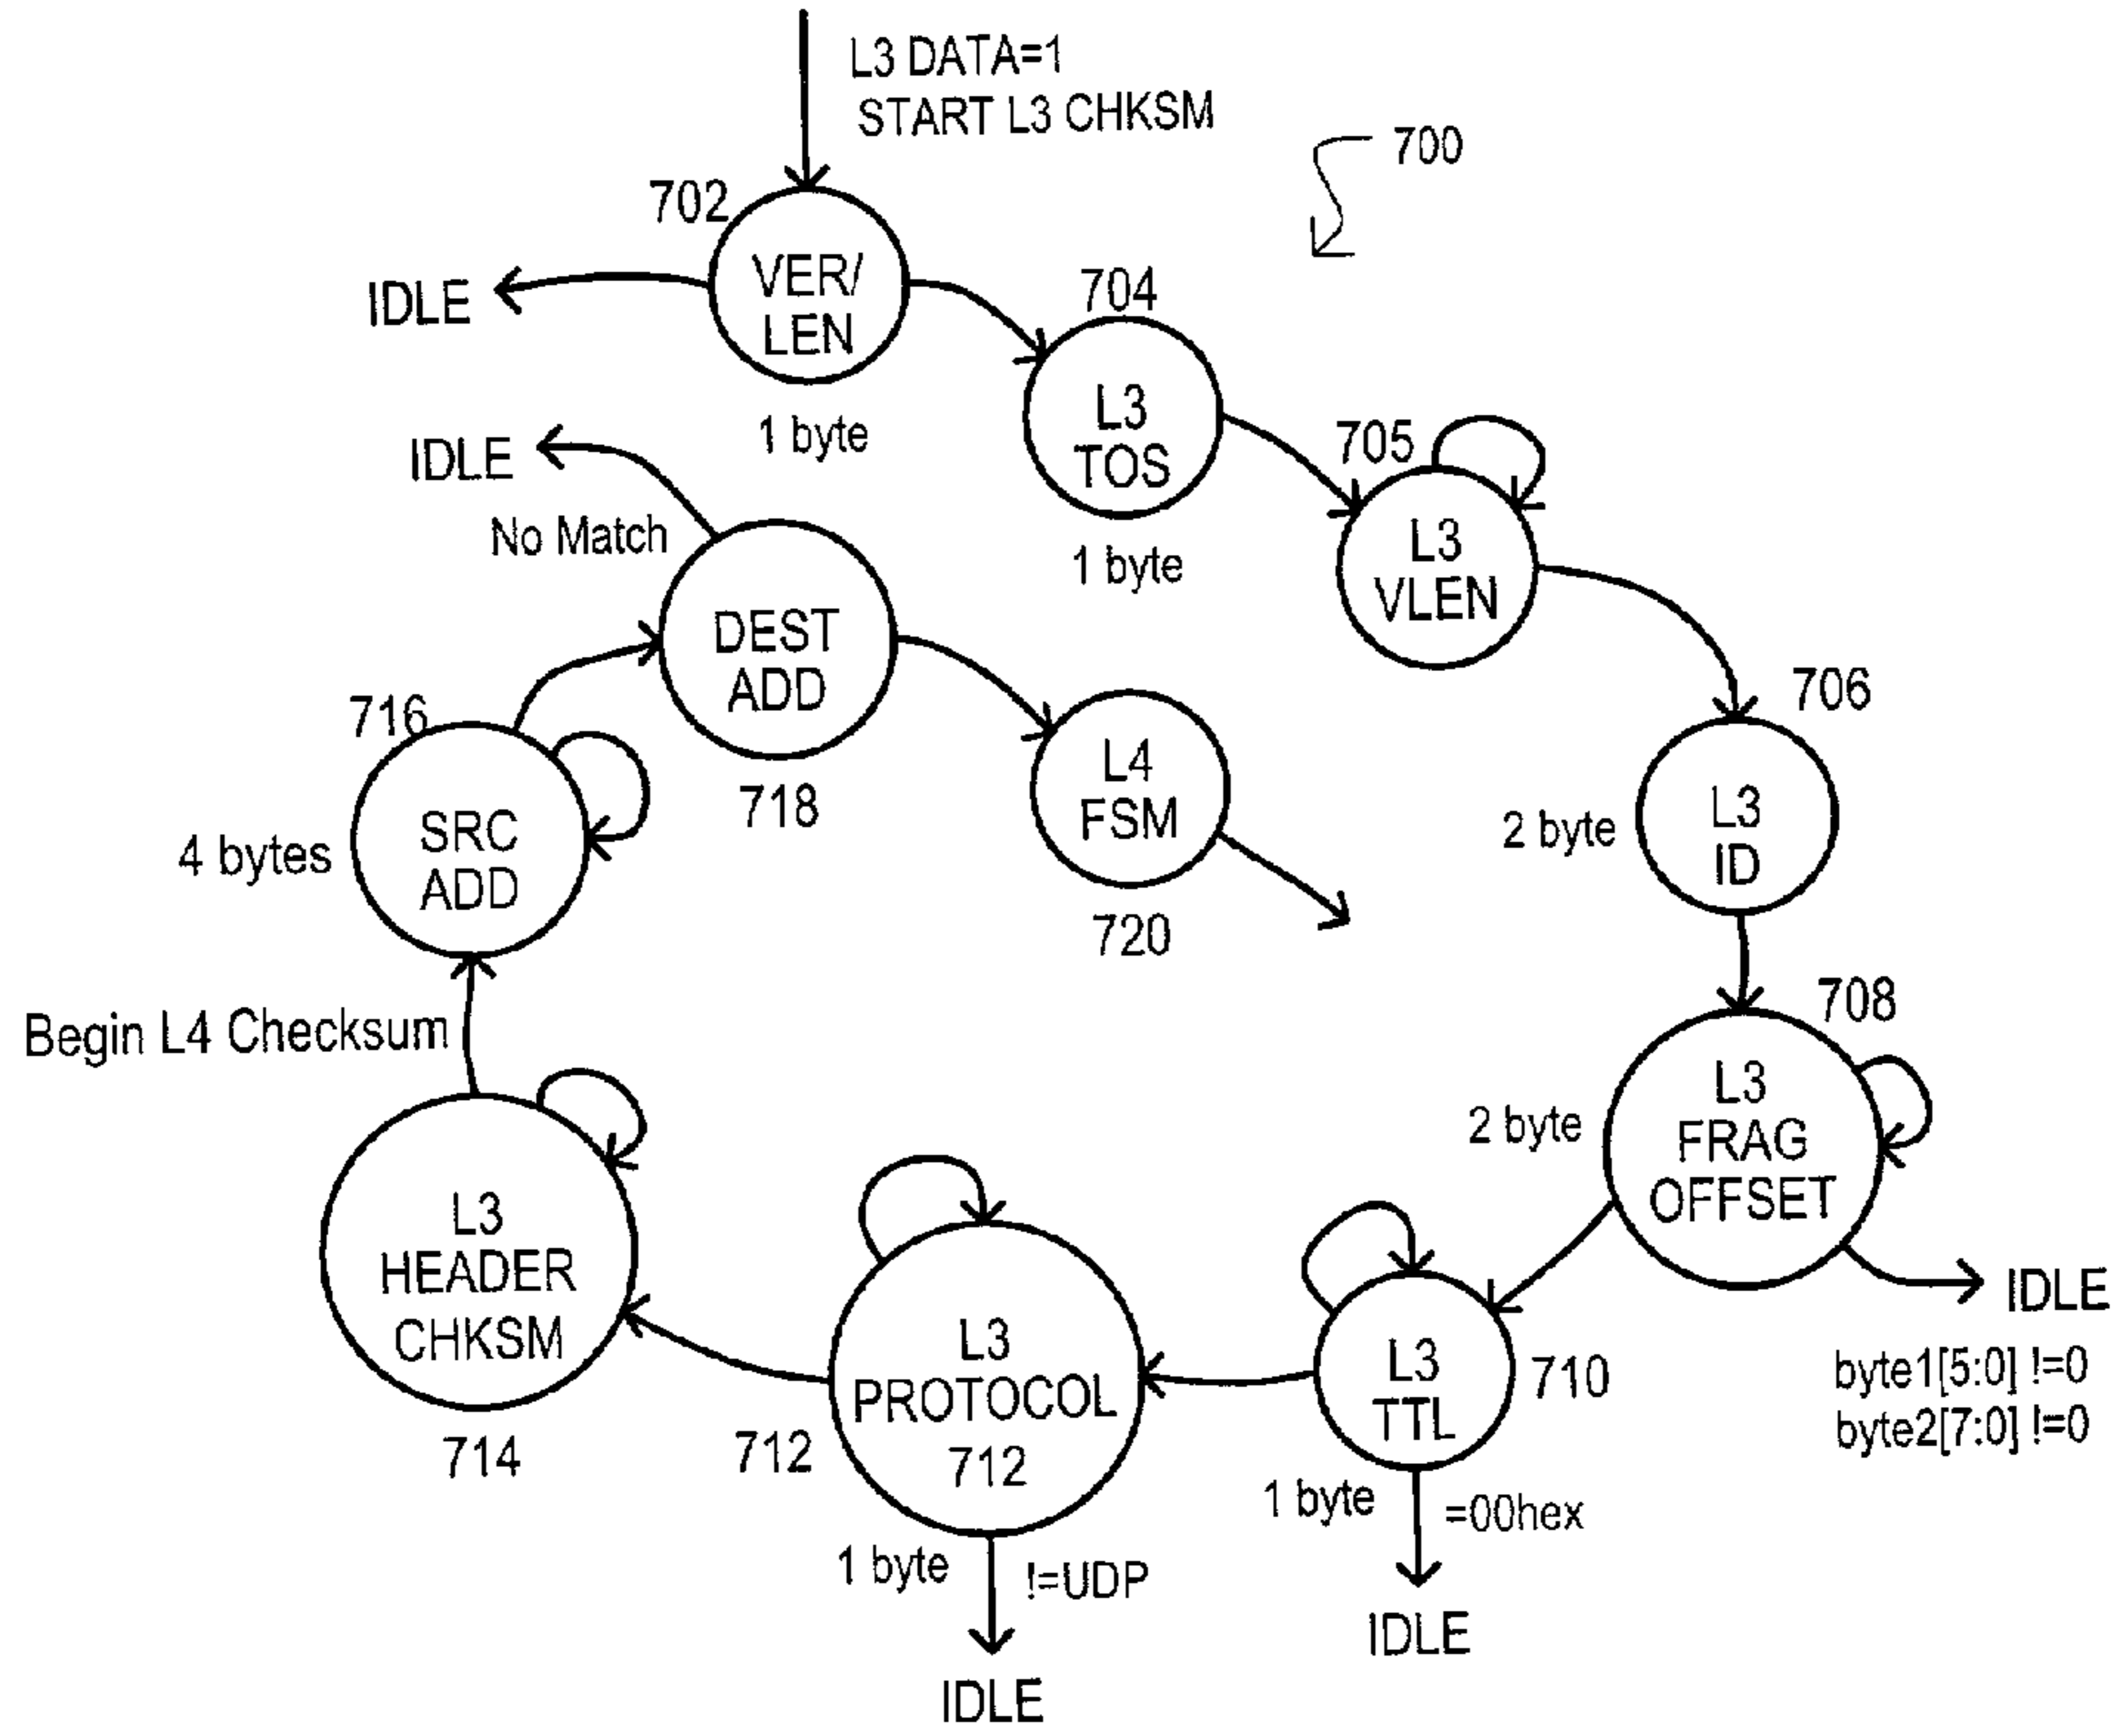 L3 DATA=1
START L3 CHKSM
700
702
VER/
LEN
IDLE
1 byte
704
L3
TOS
1 byte
705
L3
VLEN
706
L3
ID
2 byte
708
L3
FRAG
OFFSET
2 byte
IDLE
byte1[5:0] !=0
byte2[7:0] !=0
L3
TTL
710
1 byte
=00hex
IDLE
L3
PROTOCOL
712
712
1 byte
!=UDP
IDLE
L3
HEADER
CHKSM
714
Begin L4 Checksum
716
SRC
ADD
4 bytes
DEST
ADD
718
No Match
IDLE
L4
FSM
720